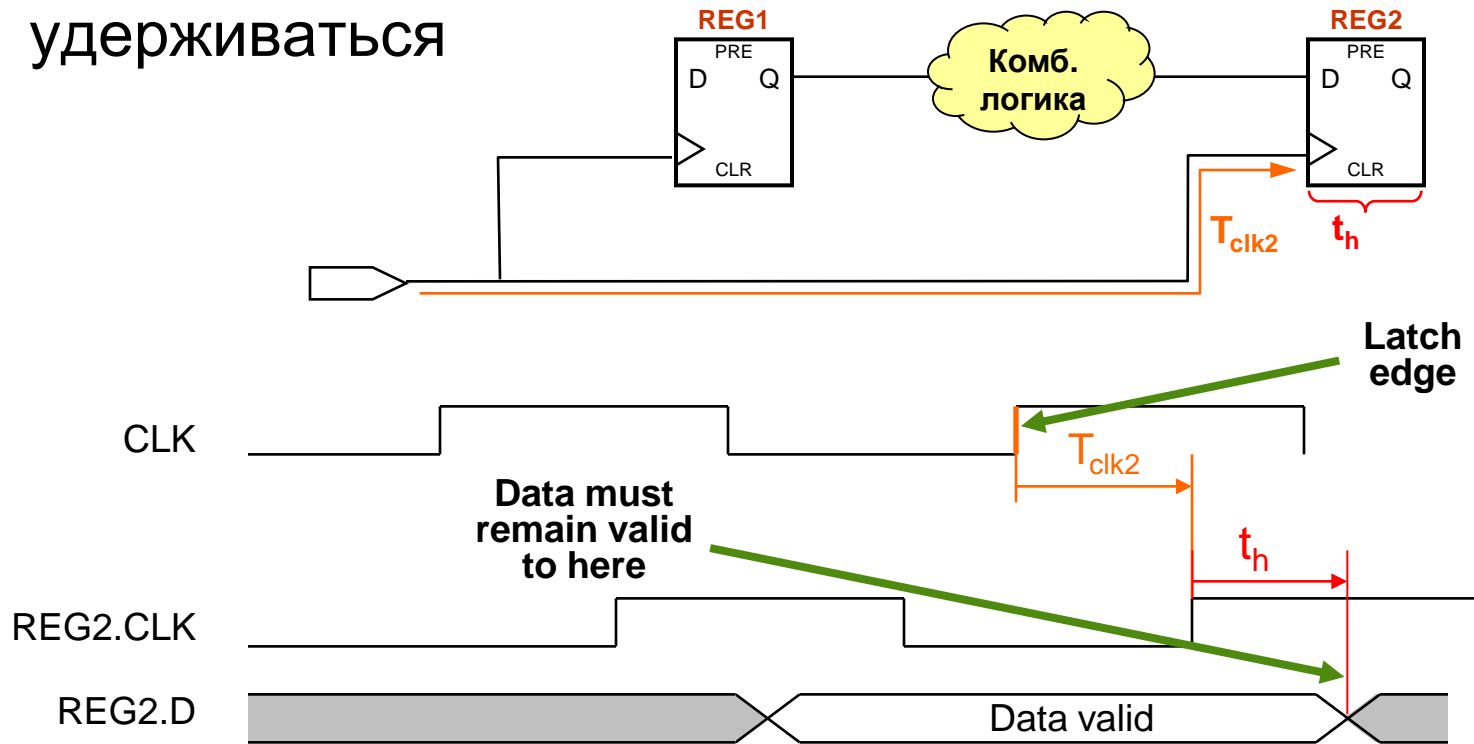 удерживаться
REG1
REG2
PRE
D Q
CLR
Комб.
логика
PRE
D Q
CLR
Tclk2
th
Latch
edge
CLK
Tclk2
Data must
remain valid
to here
th
REG2.CLK
REG2.D
Data valid